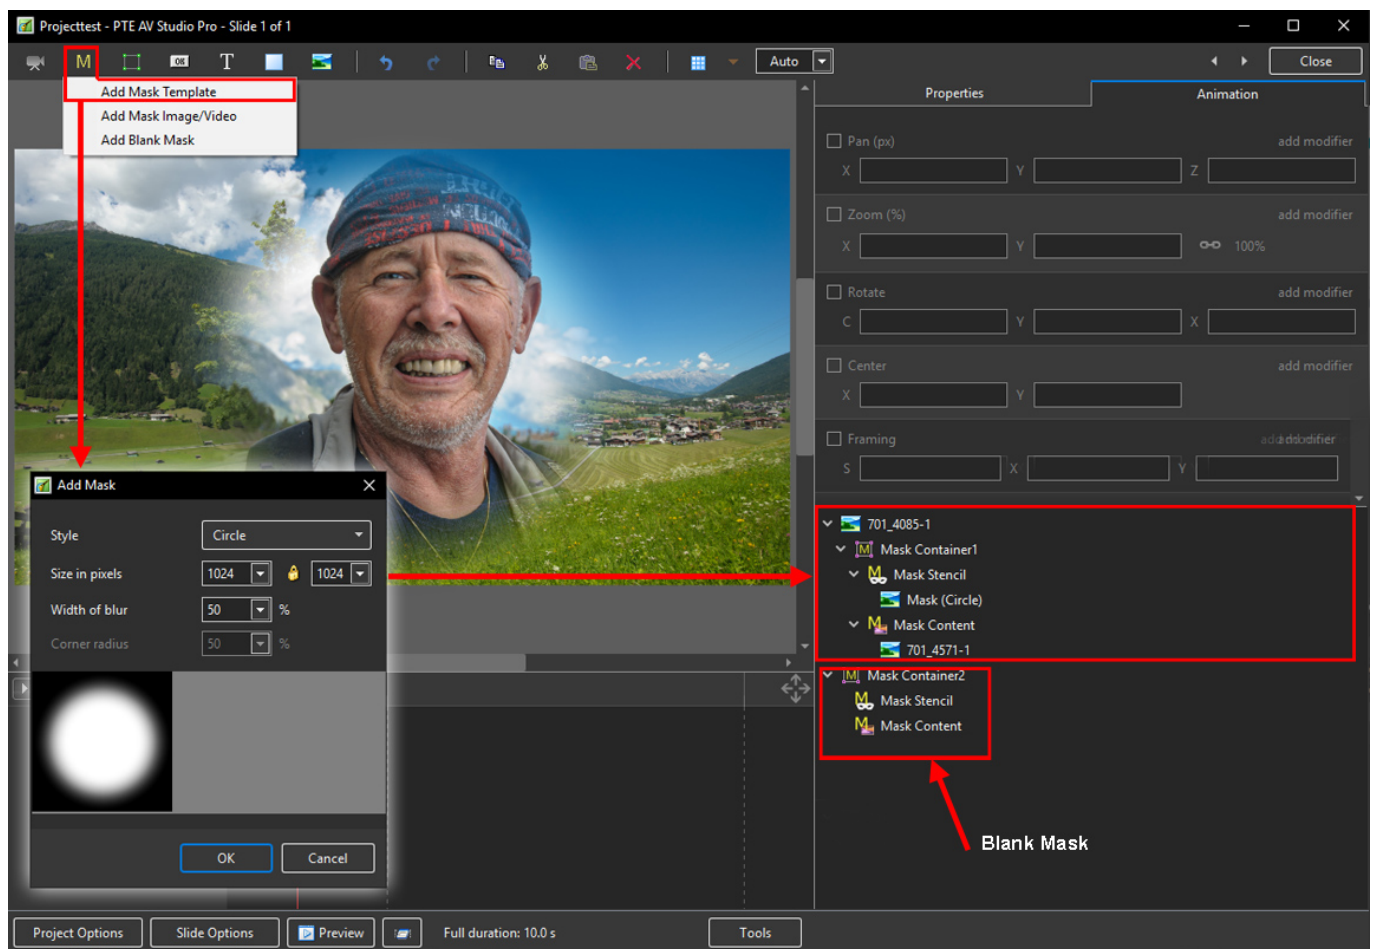 Projecttest - PTE AV Studio Pro - Slide 1 of 1
M OK T Auto Close
Add Mask Template
Add Mask Image/Video
Add Blank Mask
Properties Animation
Pan (px) add modifier
X Y Z
Zoom (%) add modifier
X Y 100%
Rotate add modifier
C Y X
Center add modifier
X Y
Framing
S X Y
Add Mask
Style Circle
Size in pixels 1024 1024
Width of blur 50 %
Corner radius 50 %
OK Cancel
701_4085-1
Mask Container1
Mask Stencil
Mask (Circle)
Mask Content
701_4571-1
Mask Container2
Mask Stencil
Mask Content
Blank Mask
Project Options Slide Options Preview Full duration: 10.0 s Tools